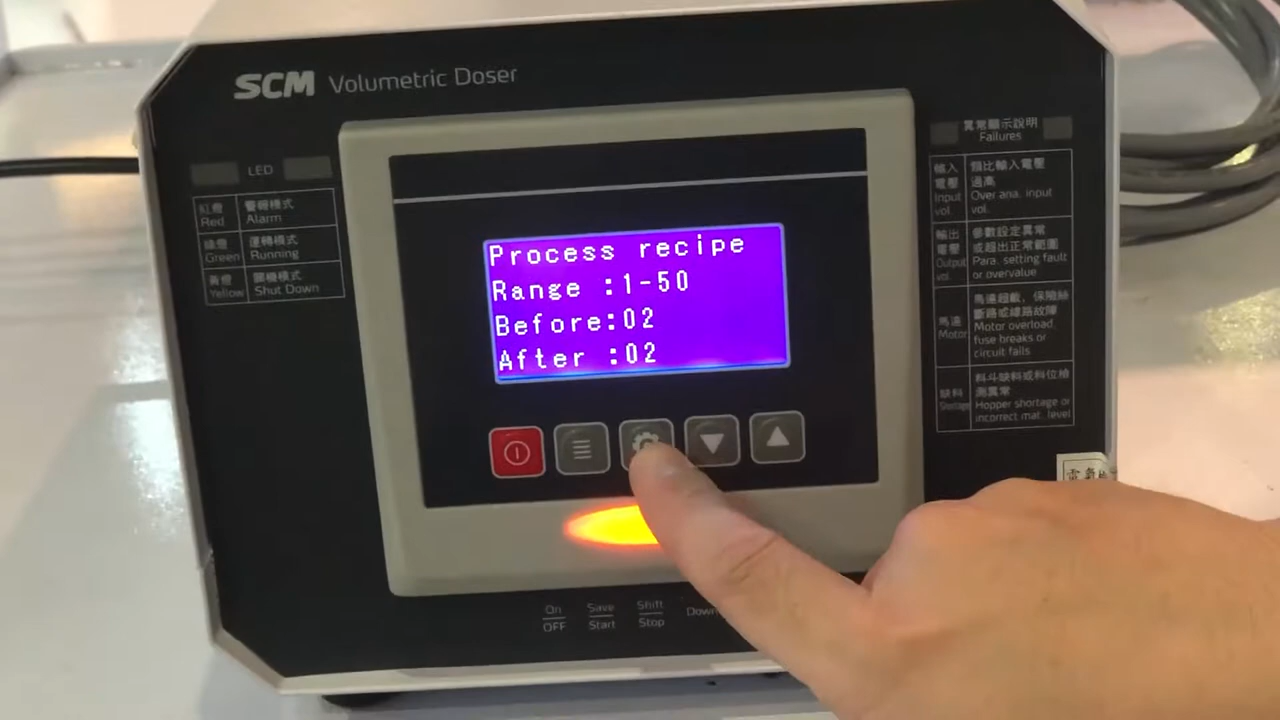 SCM Volumetric Doser
LED
紅燈 警報模式
Red Alarm
綠燈 運轉模式
Green Running
黃燈 關機模式
Yellow Shut Down
Process recipe
Range :1-50
Before:02
After :02
異常顯示說明
Failures
輸入
電壓
Input
vol.
類比輸入電壓
過高
Over ana. input
vol.
輸出
電壓
Output
vol.
參數設定異常
或超出正常範圍
Para. setting fault
or overvalue
馬達
Motor
馬達超載, 保險絲
斷路或線路故障
Motor overload,
fuse breaks or
circuit fails
缺料
Shortage
料斗缺料或料位檢
測異常
Hopper shortage or
incorrect mat. level
On
OFF
Save
Start
Shift
Stop
Down